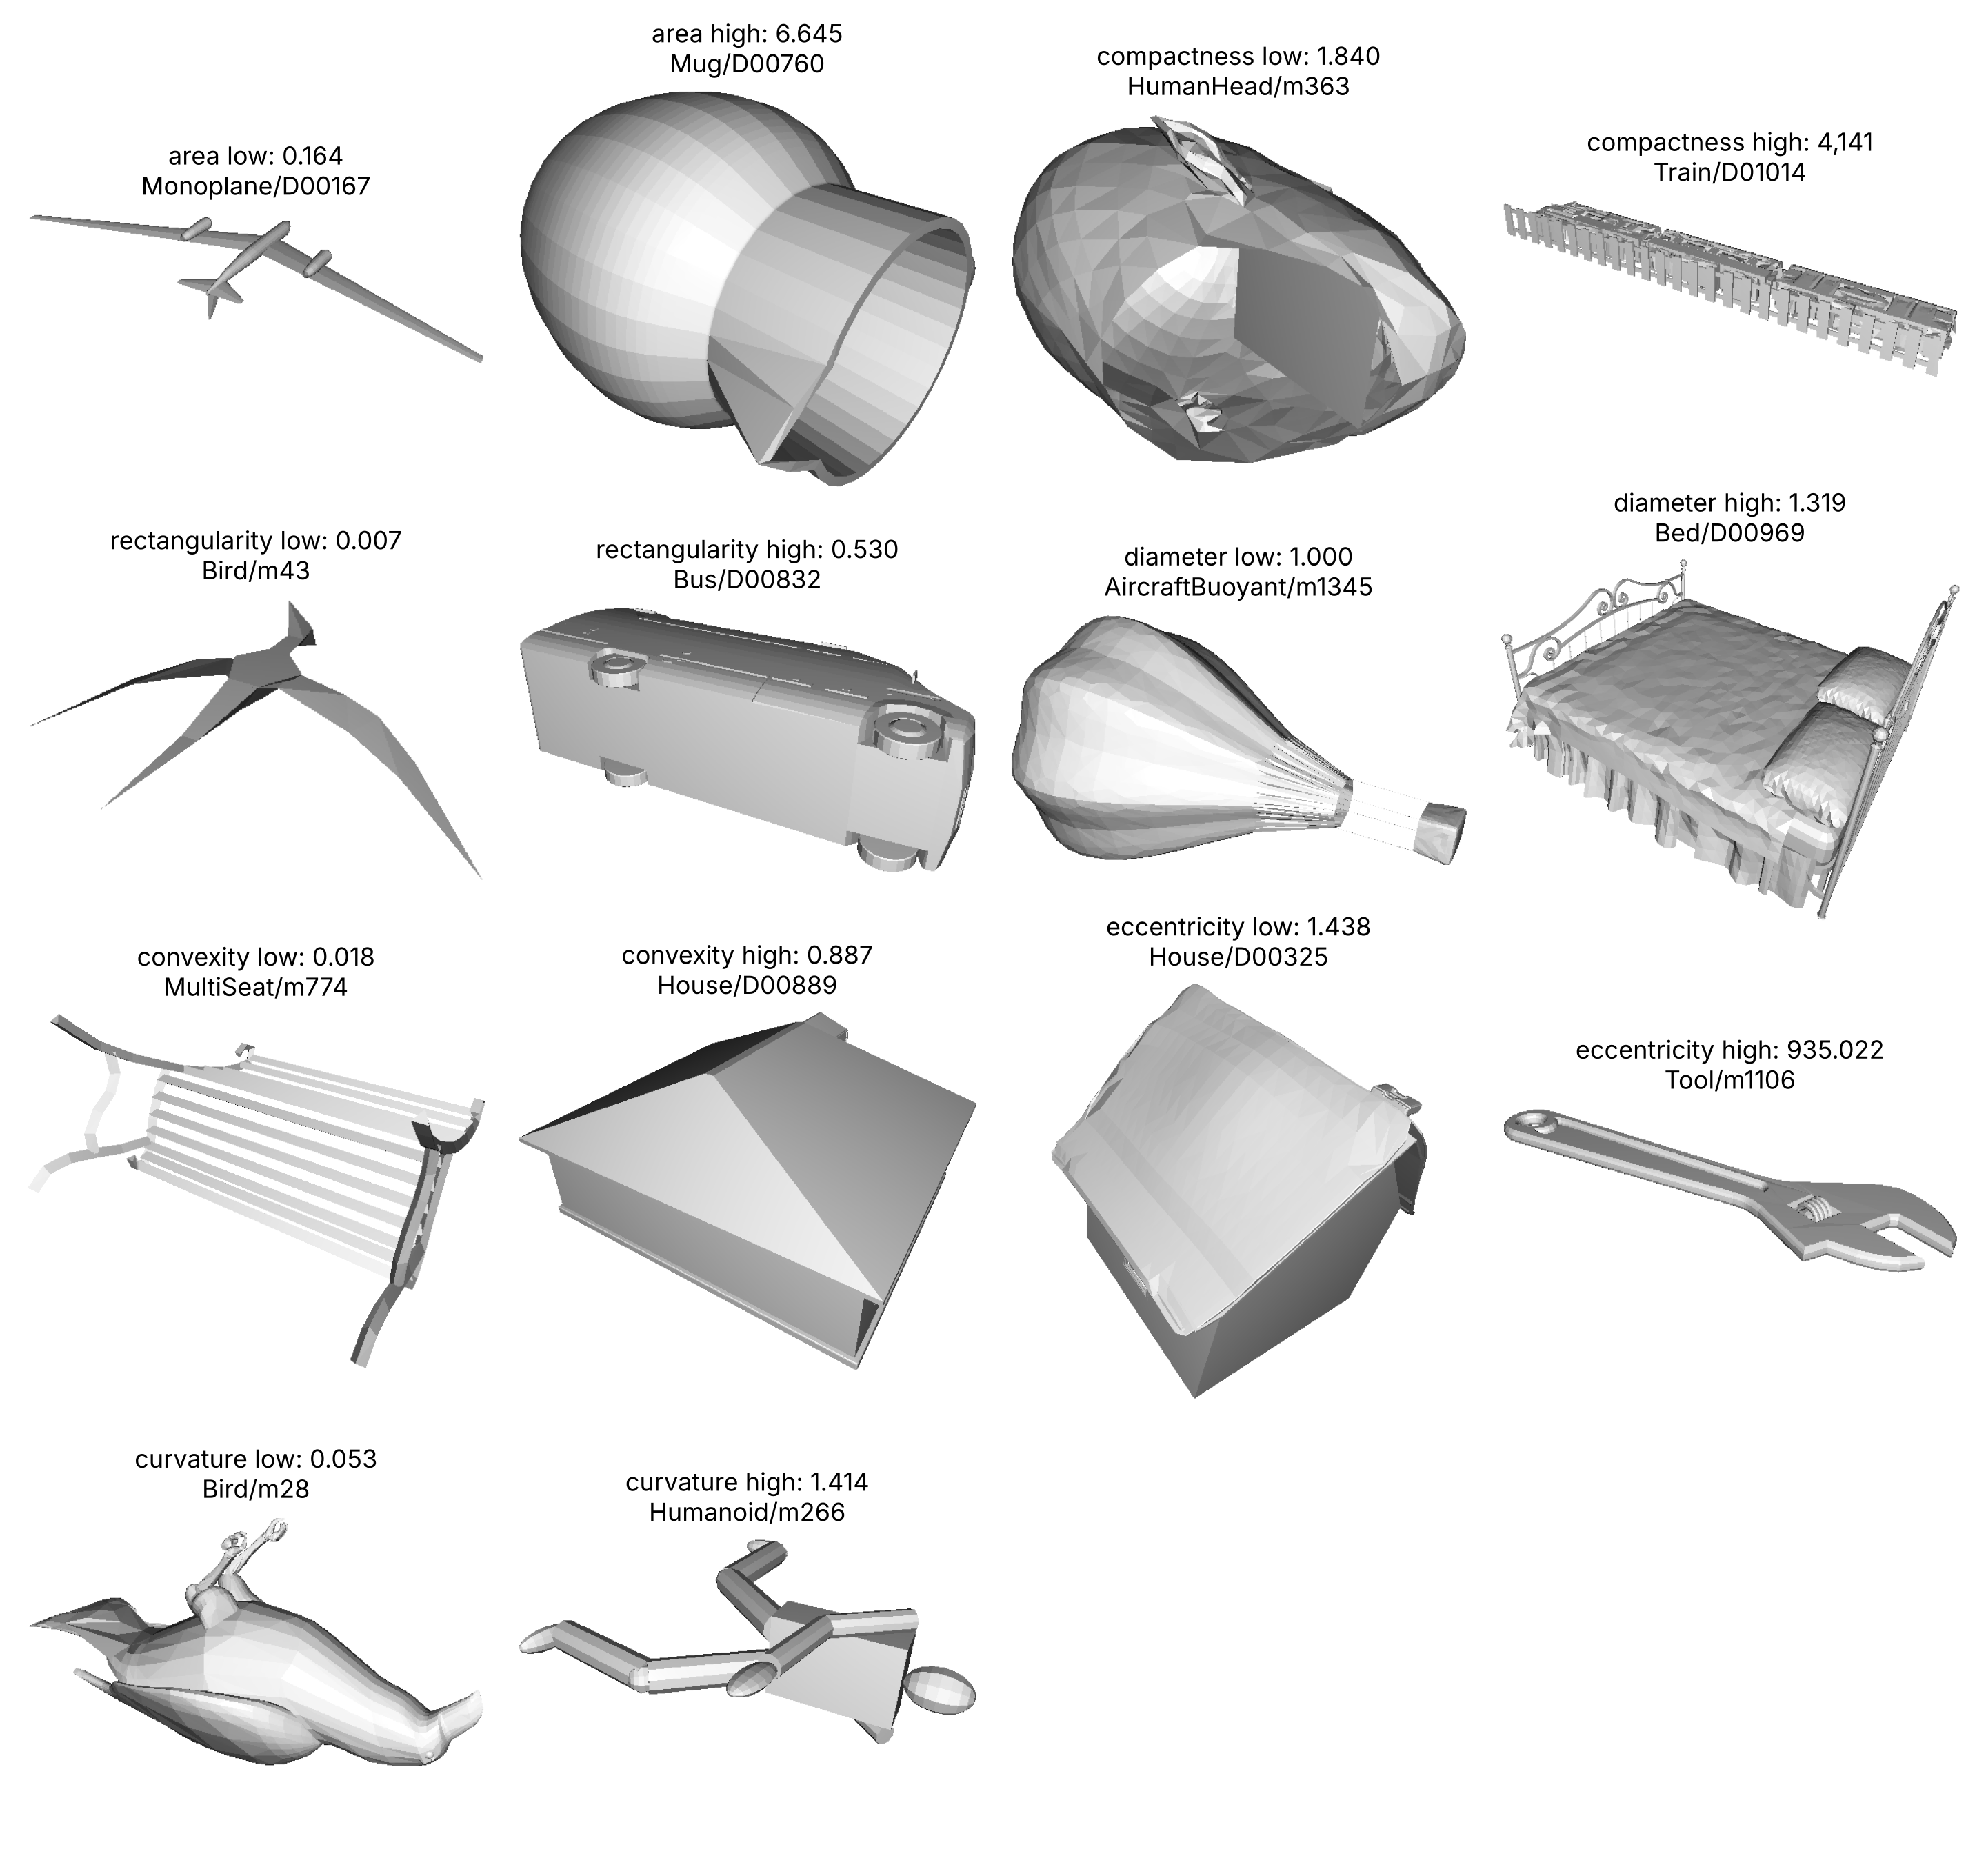 area low: 0.164
Monoplane/D00167
area high: 6.645
Mug/D00760
compactness low: 1.840
HumanHead/m363
compactness high: 4,141
Train/D01014
rectangularity low: 0.007
Bird/m43
rectangularity high: 0.530
Bus/D00832
diameter low: 1.000
AircraftBuoyant/m1345
diameter high: 1.319
Bed/D00969
convexity low: 0.018
MultiSeat/m774
convexity high: 0.887
House/D00889
eccentricity low: 1.438
House/D00325
eccentricity high: 935.022
Tool/m1106
curvature low: 0.053
Bird/m28
curvature high: 1.414
Humanoid/m266